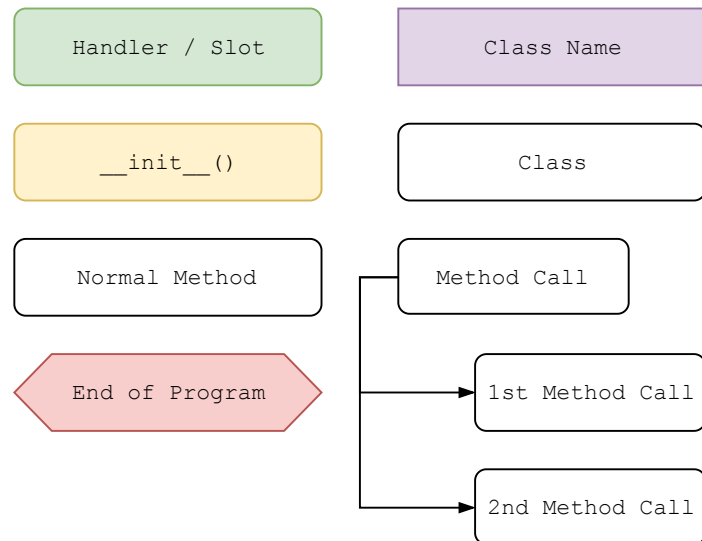 Handler / Slot
Class Name
__init__()
Class
Normal Method
Method Call
End of Program
1st Method Call
2nd Method Call